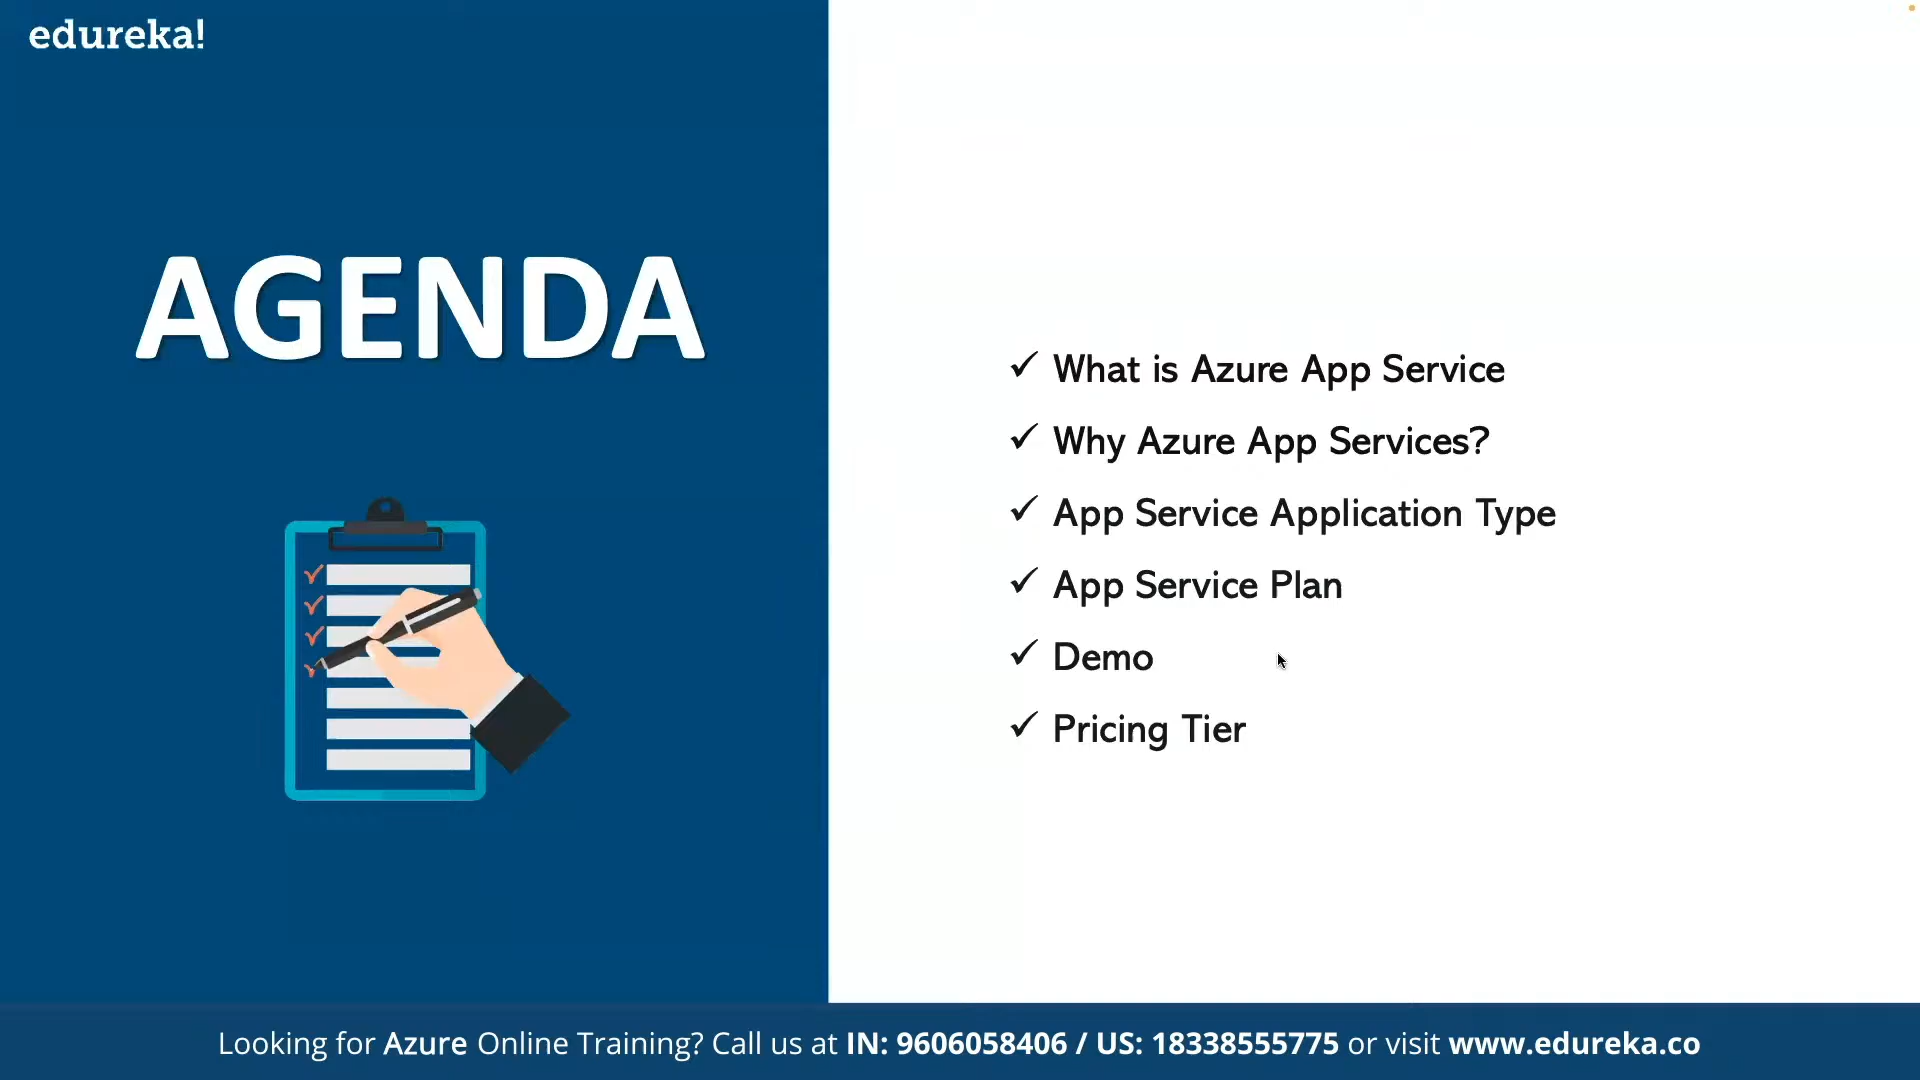 edureka!
AGENDA
✓ What is Azure App Service
✓ Why Azure App Services?
✓ App Service Application Type
✓ App Service Plan
✓ Demo
✓ Pricing Tier
Looking for Azure Online Training? Call us at IN: 9606058406 / US: 18338555775 or visit www.edureka.co